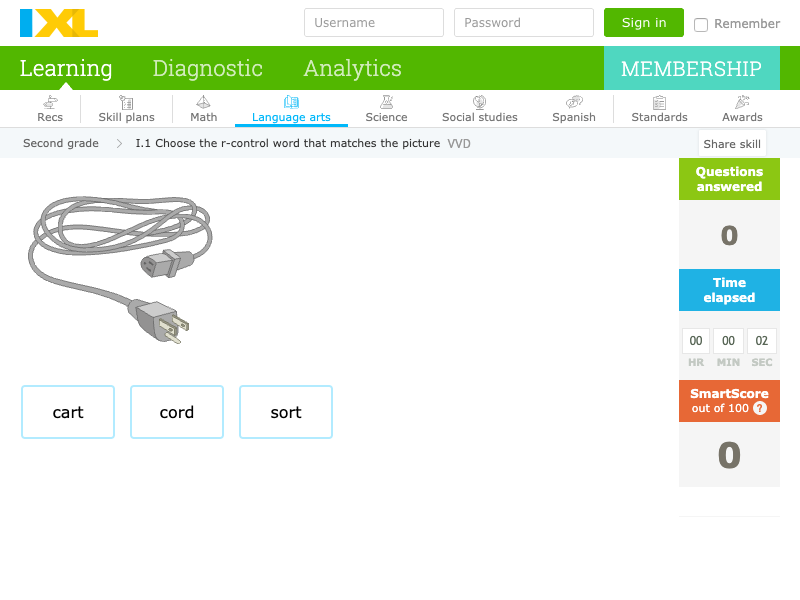 IXL
Username
Password
Sign in
Remember
Learning
Diagnostic
Analytics
MEMBERSHIP
Recs
Skill plans
Math
Language arts
Science
Social studies
Spanish
Standards
Awards
Second grade
I.1 Choose the r-control word that matches the picture VVD
Share skill
Questions
answered
0
Time
elapsed
00 00 02
HR MIN SEC
SmartScore
out of 100 ?
0
cart
cord
sort